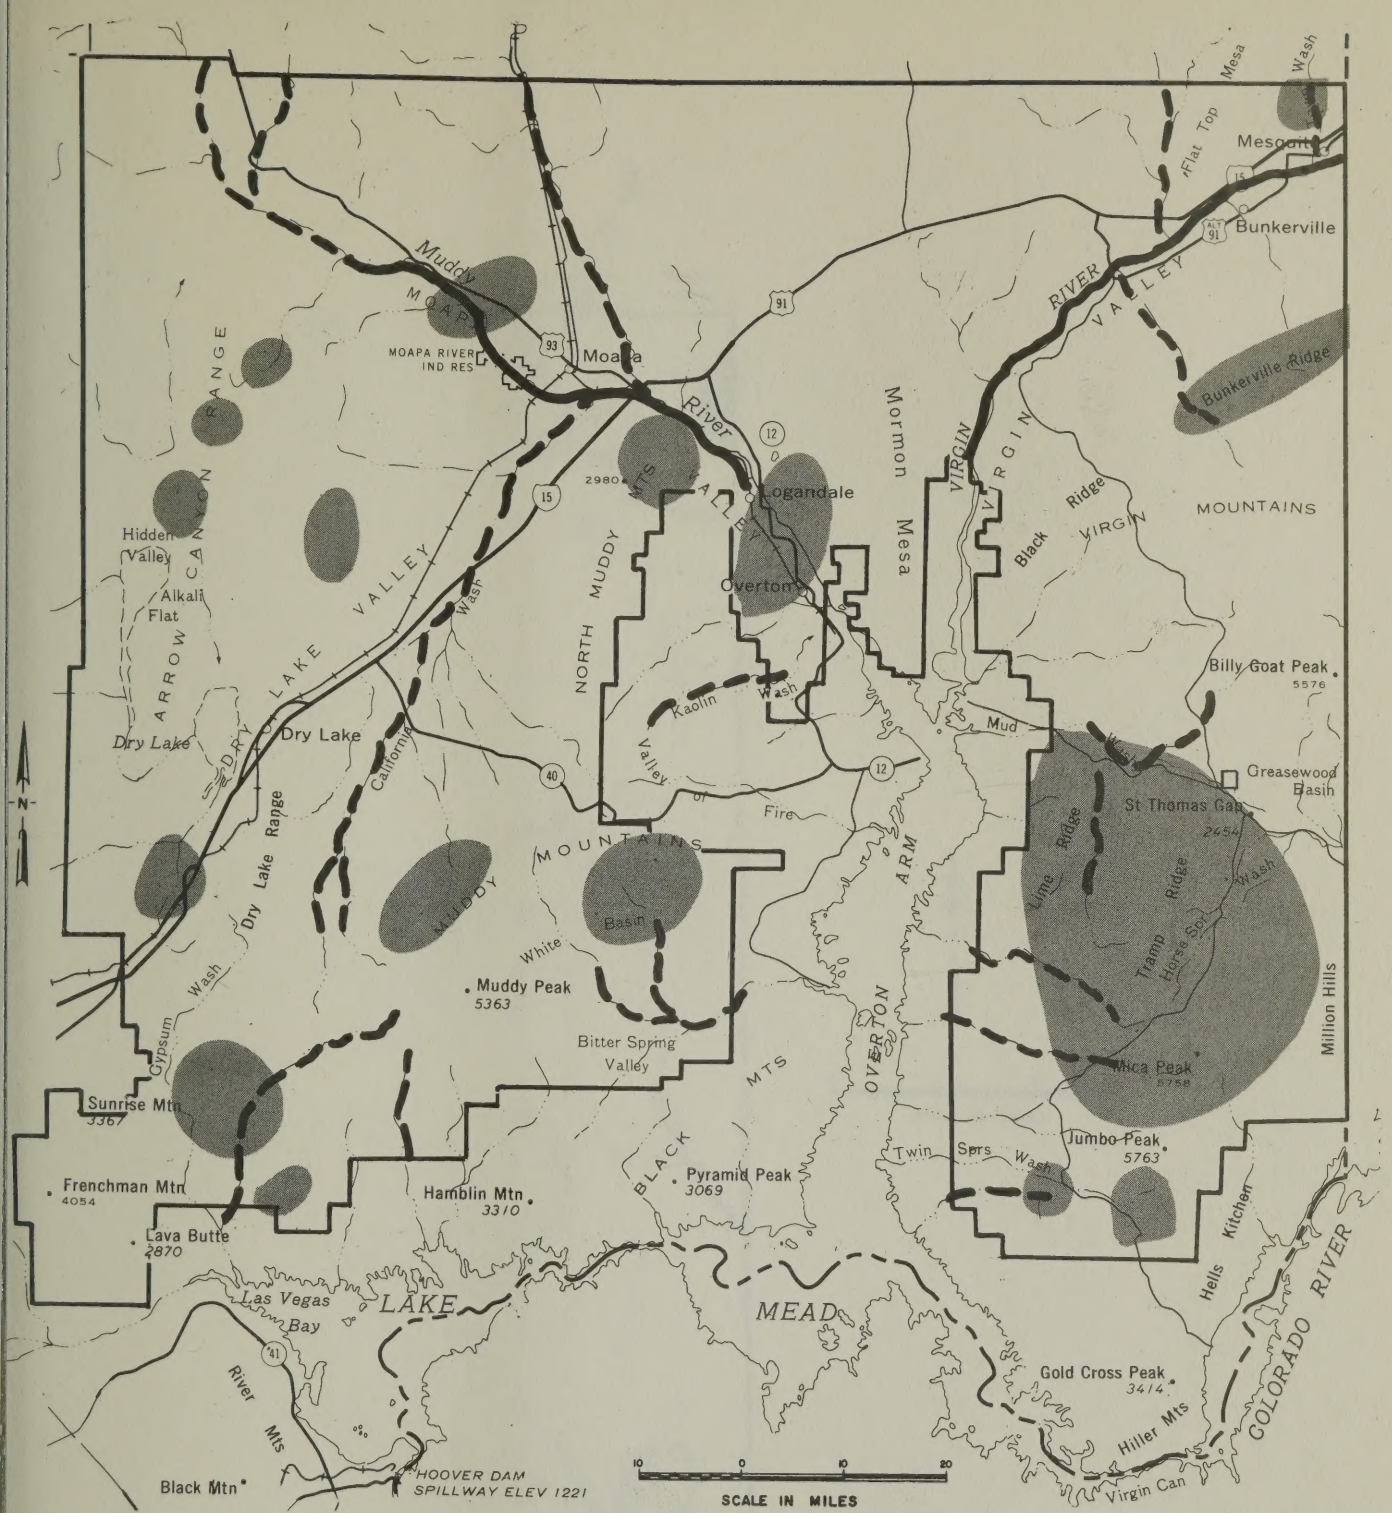 Mesa
Wash
Flat Top
Mesquite
15
ALT
91
Bunkerville
Muddy
MOAPA
RIVER
VALLEY
91
MOAPA RIVER
IND RES
93
Moapa
Bunkerville Ridge
RANGE
River
12
Mormon
Mesa
VIRGIN
VIRGIN
2980
MTS
VALLEY
Logandale
15
Ridge
Black
VIRGIN
MOUNTAINS
CANYON
Hidden
Valley
Alkali
Flat
ARROW
VALLEY
LAKE
DRY
Wash
MUDDY
NORTH
Overton
Billy Goat Peak
5576
Kaolin
Wash
Mud
Wash
Dry Lake
Dry Lake
California
Valley
of
Fire
40
12
Greasewood
Basin
St Thomas Gap
2454
Dry Lake Range
MOUNTAINS
ARM
Lime
Ridge
Ridge
Tramp
Wash
Horse Spr
MUDDY
Basin
White
Wash
Gypsum
Muddy Peak
5363
Bitter Spring
Valley
OVERTON
Million Hills
Mica Peak
5758
Sunrise Mtn
3367
MTS
BLACK
Jumbo Peak
5763
Twin Sprs Wash
Frenchman Mtn
4054
Hamblin Mtn
3310
Pyramid Peak
3069
Lava Butte
2870
Kitchen
Hells
Las Vegas
Bay
LAKE
MEAD
COLORADO RIVER
41
River
Mts
Gold Cross Peak
3414
Hiller Mts
Virgin Can
Black Mtn
HOOVER DAM
SPILLWAY ELEV 1221
N
10 0 10 20
SCALE IN MILES